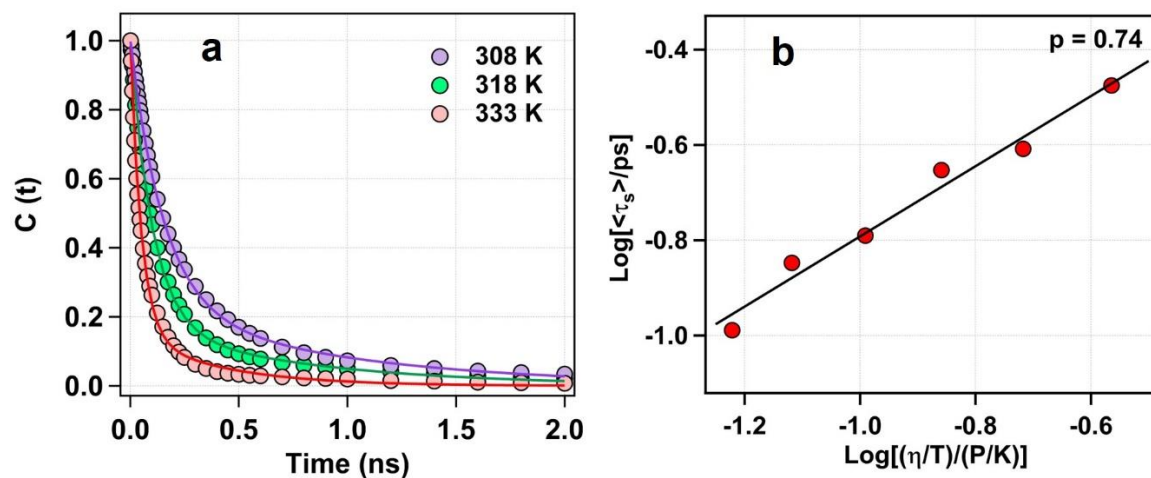 a
308 K
318 K
333 K
C (t)
1.0
0.8
0.6
0.4
0.2
0.0
0.0 0.5 1.0 1.5 2.0
Time (ns)
b
p = 0.74
Log[<τs>/ps]
-0.4
-0.6
-0.8
-1.0
-1.2 -1.0 -0.8 -0.6
Log[(η/T)/(P/K)]